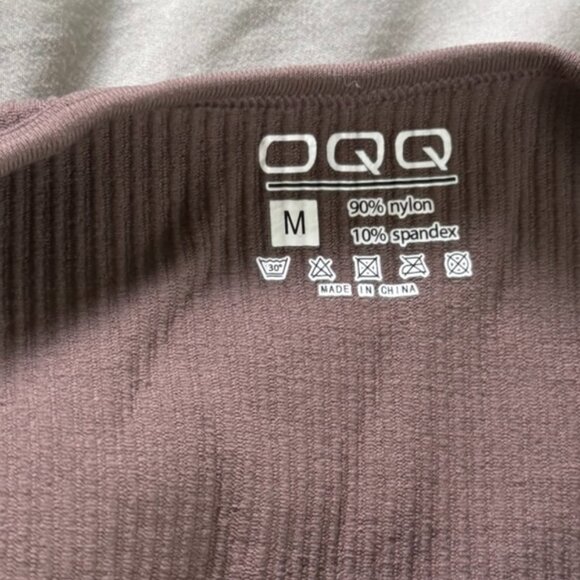 OQQ
M
90% nylon
10% spandex
30°
MADE IN CHINA